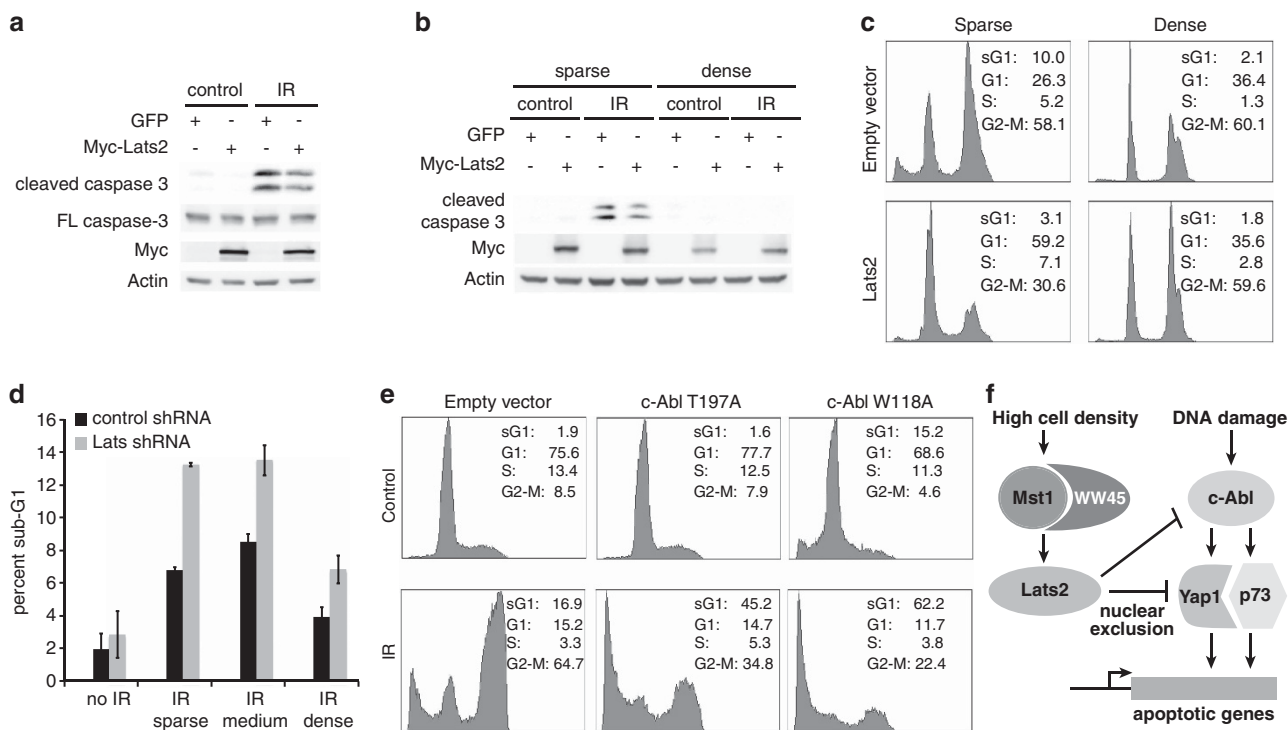 a
control IR
GFP + - + -
Myc-Lats2 - + - +
cleaved caspase 3
FL caspase-3
Myc
Actin
b
sparse dense
control IR control IR
GFP + - + - + - + -
Myc-Lats2 - + - + - + - +
cleaved
caspase 3
Myc
Actin
c
Sparse Dense
Empty vector
sG1: 10.0
G1: 26.3
S: 5.2
G2-M: 58.1
sG1: 2.1
G1: 36.4
S: 1.3
G2-M: 60.1
Lats2
sG1: 3.1
G1: 59.2
S: 7.1
G2-M: 30.6
sG1: 1.8
G1: 35.6
S: 2.8
G2-M: 59.6
d
percent sub-G1
16
14
12
10
8
6
4
2
0
control shRNA
Lats shRNA
no IR
IR
sparse
IR
medium
IR
dense
e
Empty vector c-Abl T197A c-Abl W118A
Control
sG1: 1.9
G1: 75.6
S: 13.4
G2-M: 8.5
sG1: 1.6
G1: 77.7
S: 12.5
G2-M: 7.9
sG1: 15.2
G1: 68.6
S: 11.3
G2-M: 4.6
IR
sG1: 16.9
G1: 15.2
S: 3.3
G2-M: 64.7
sG1: 45.2
G1: 14.7
S: 5.3
G2-M: 34.8
sG1: 62.2
G1: 11.7
S: 3.8
G2-M: 22.4
f
High cell density DNA damage
Mst1 WW45
c-Abl
Lats2
Yap1 p73
nuclear
exclusion
apoptotic genes